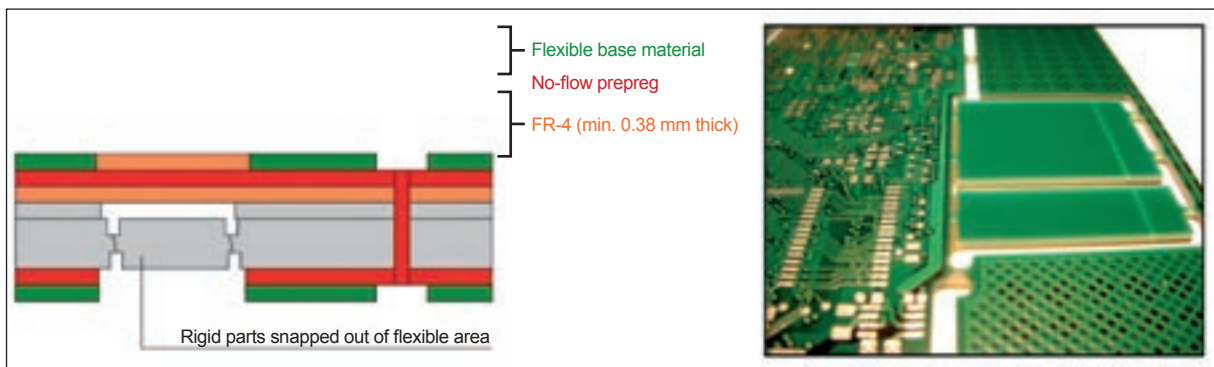 Flexible base material
No-flow prepreg
FR-4 (min. 0.38 mm thick)
Rigid parts snapped out of flexible area